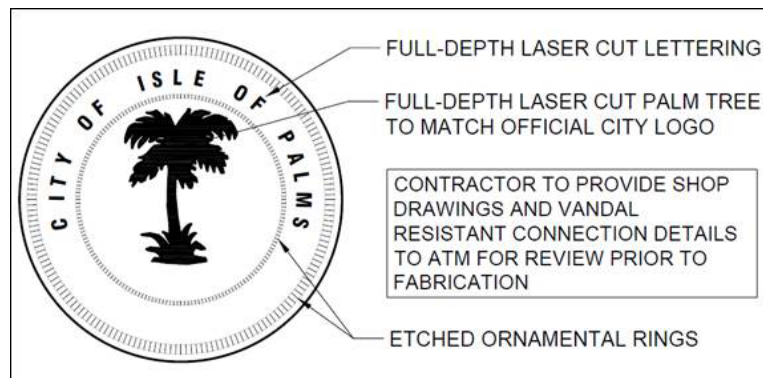 CITY OF ISLE OF PALMS
FULL-DEPTH LASER CUT LETTERING
FULL-DEPTH LASER CUT PALM TREE
TO MATCH OFFICIAL CITY LOGO
CONTRACTOR TO PROVIDE SHOP
DRAWINGS AND VANDAL
RESISTANT CONNECTION DETAILS
TO ATM FOR REVIEW PRIOR TO
FABRICATION
ETCHED ORNAMENTAL RINGS